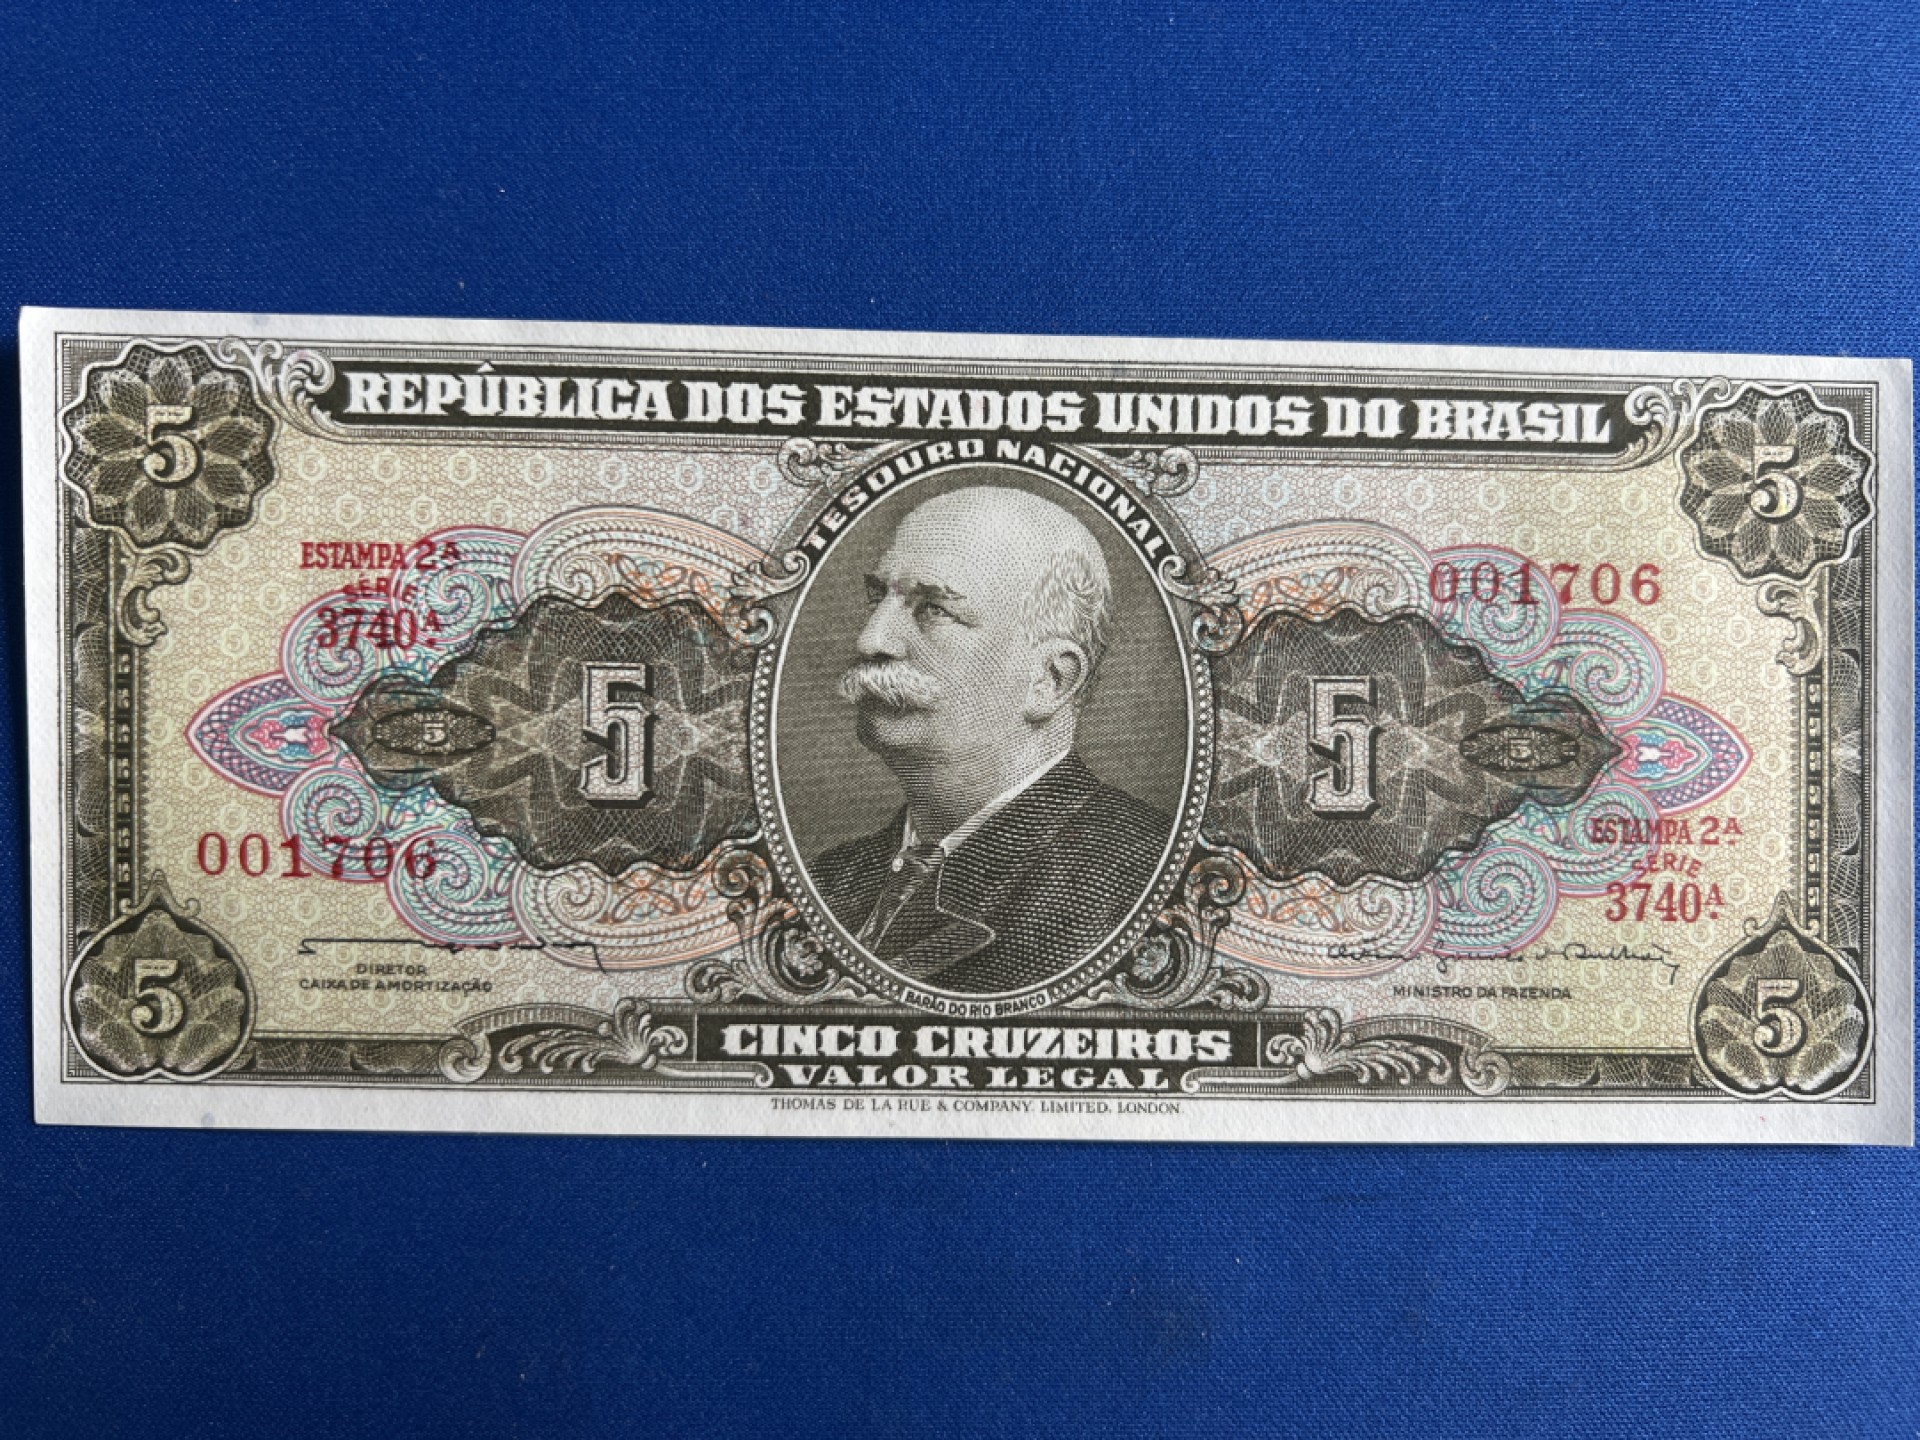 REPÚBLICA DOS ESTADOS UNIDOS DO BRASIL
5
5
TESOURO NACIONAL
ESTAMPA 2A
SÉRIE
3740A.
001706
5
5
5
5
001706
ESTAMPA 2A
SÉRIE
3740A.
DIRETOR
CAIXA DE AMORTIZAÇÃO
MINISTRO DA FAZENDA
BARÃO DO RIO BRANCO
5
5
CINCO CRUZEIROS
VALOR LEGAL
THOMAS DE LA RUE & COMPANY, LIMITED, LONDON.